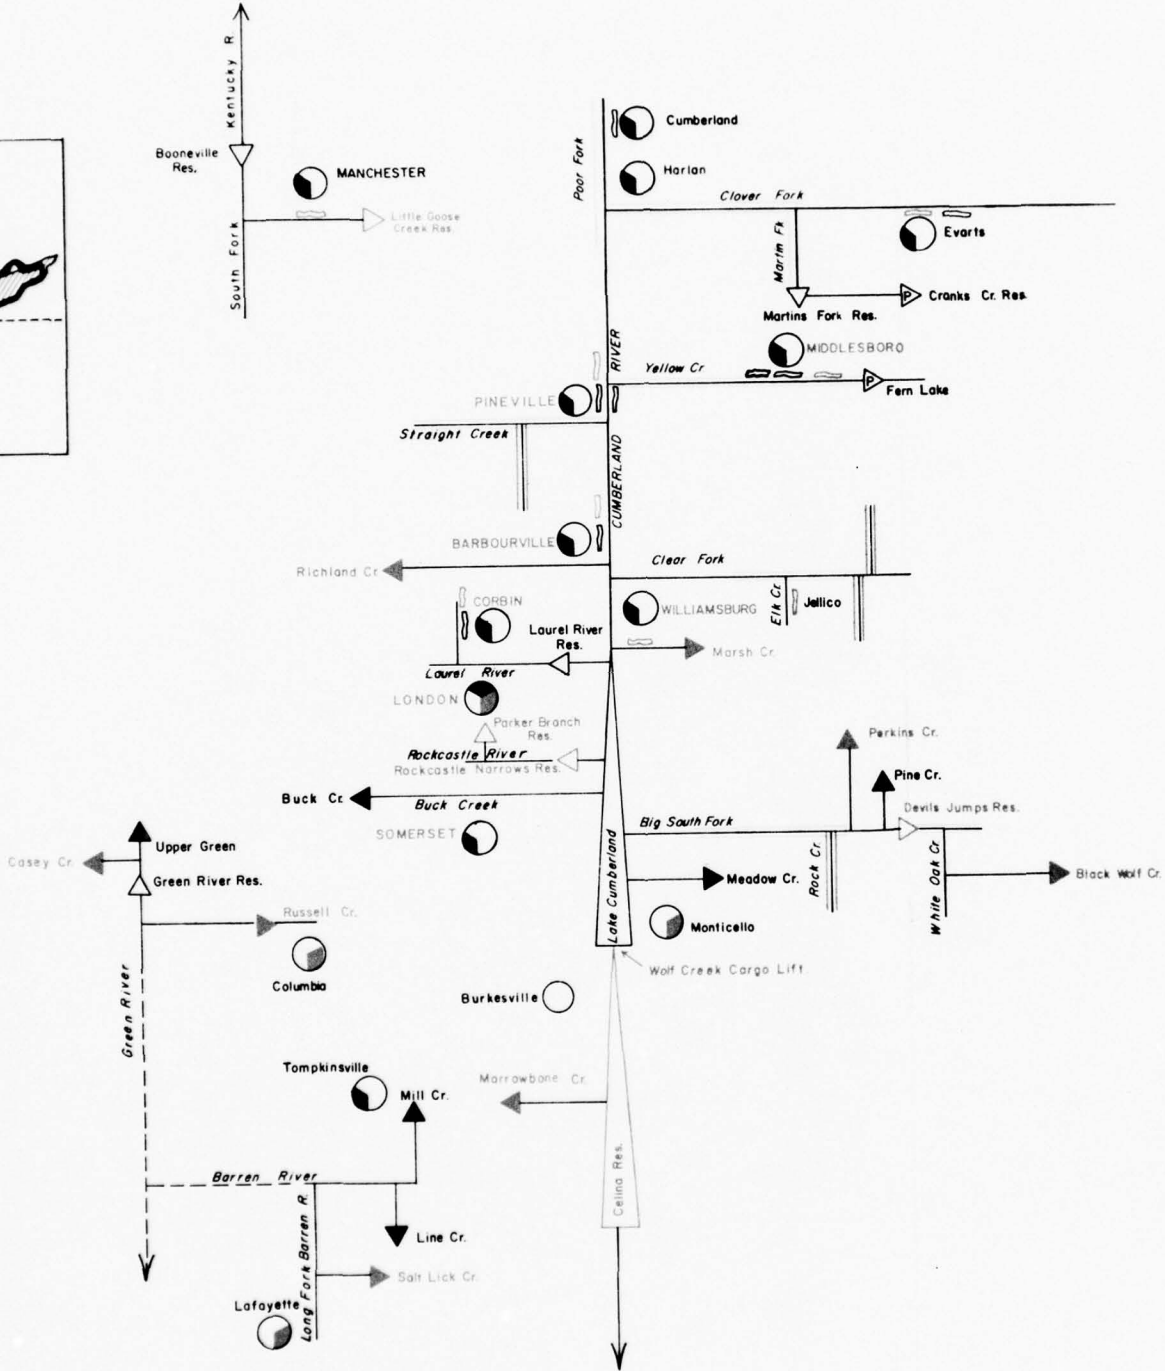 Kentucky R.
Booneville
Res.
MANCHESTER
Little Goose
Creek Res.
South Fork
Poor Fork
Cumberland
Harlan
Clover Fork
Martin Fk
Evarts
Cranks Cr. Res.
P
Martins Fork Res.
MIDDLESBORO
RIVER
Yellow Cr
P
Fern Lake
PINEVILLE
Straight Creek
CUMBERLAND
BARBOURVILLE
Richland Cr
Clear Fork
CORBIN
WILLIAMSBURG
Elk Cr.
Jellico
Laurel River
Res.
Marsh Cr.
Laurel River
LONDON
Parker Branch
Res.
Rockcastle River
Rockcastle Narrows Res.
Perkins Cr.
Pine Cr.
Buck Cr.
Buck Creek
Devils Jumps Res.
Big South Fork
SOMERSET
Upper Green
Casey Cr.
Green River Res.
Lake Cumberland
Meadow Cr.
Rock Cr.
White Oak Cr
Black Wolf Cr.
Russell Cr.
Monticello
Columbia
Green River
Wolf Creek Cargo Lift
Burkesville
Tompkinsville
Mill Cr.
Marrowbone Cr.
Celina Res.
Barren River
Long Fork Barren R.
Line Cr.
Salt Lick Cr.
Lafayette